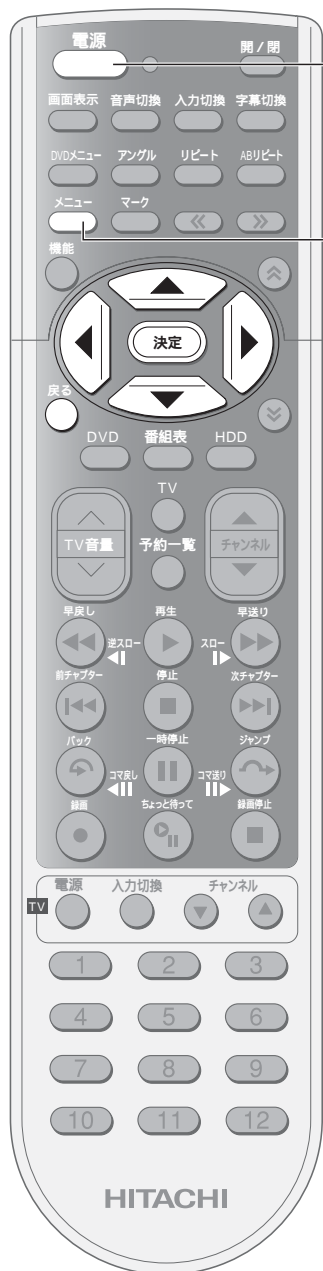 電源
開 / 閉
画面表示 音声切換 入力切換 字幕切換
DVDメニュー アングル リピート ABリピート
メニュー マーク
機能
決定
戻る
DVD 番組表 HDD
TV
TV音量 予約一覧 チャンネル
早戻し 再生 早送り
逆スロー スロー
前チャプター 停止 次チャプター
バック 一時停止 ジャンプ
コマ戻し コマ送り
録画 ちょっと待って 録画停止
電源 入力切換 チャンネル
TV
1 2 3
4 5 6
7 8 9
10 11 12
HITACHI